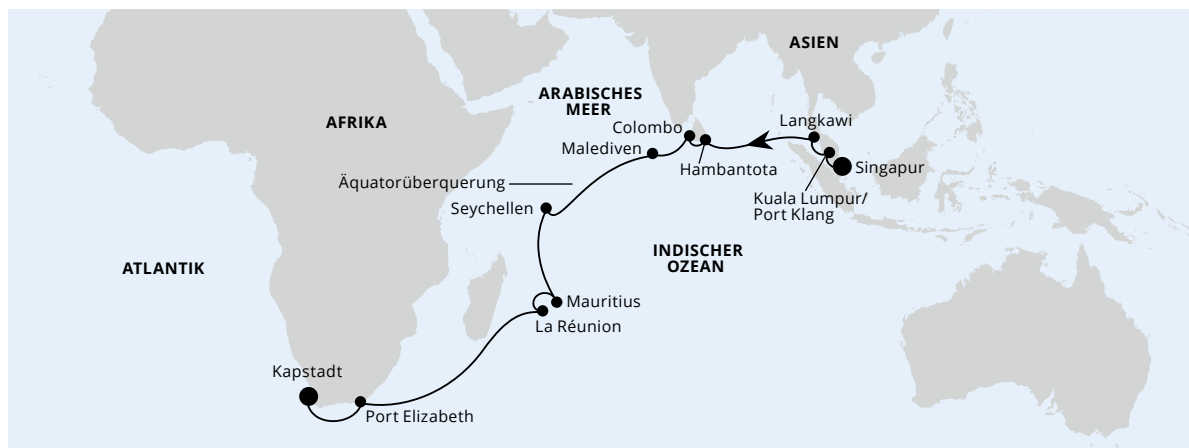 ASIEN
ARABISCHES
MEER
AFRIKA
Colombo
Langkawi
Malediven
Hambantota
Singapur
Äquatorüberquerung
Kuala Lumpur/
Port Klang
Seychellen
INDISCHER
OZEAN
ATLANTIK
Mauritius
La Réunion
Kapstadt
Port Elizabeth